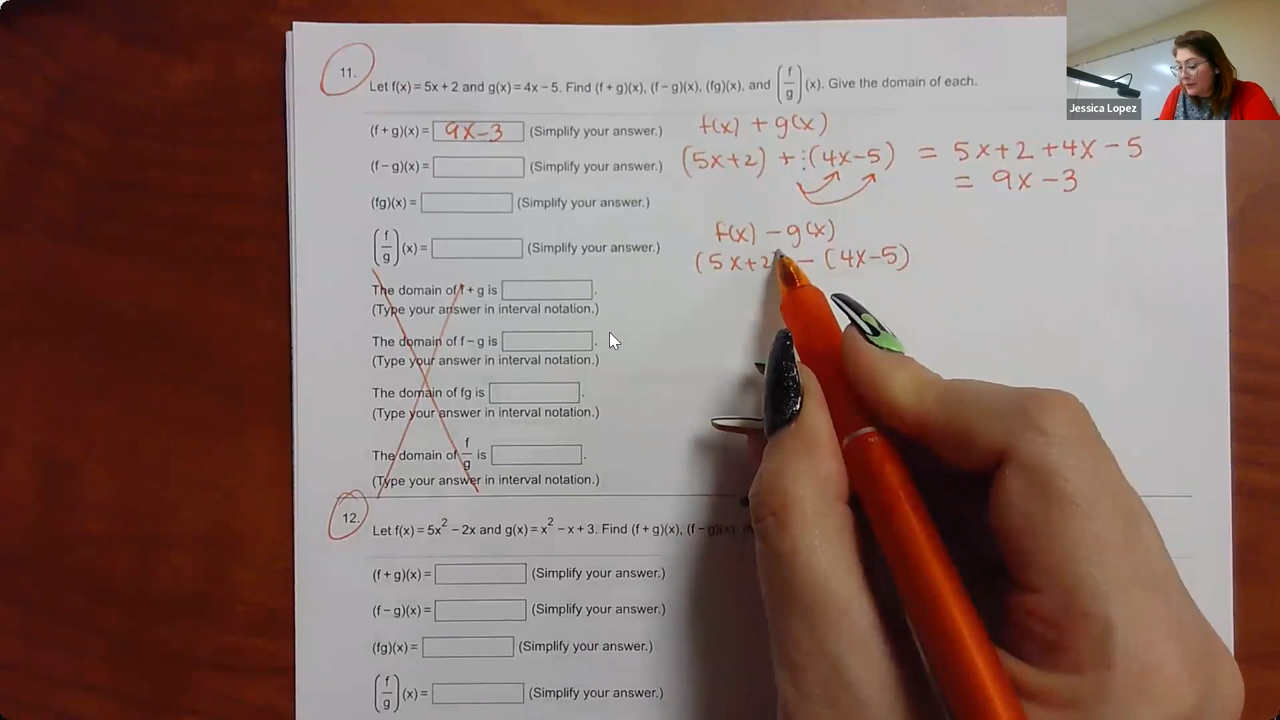 Jessica Lopez
11.
Let f(x) = 5x + 2 and g(x) = 4x − 5. Find (f + g)(x), (f − g)(x), (fg)(x), and (f/g)(x). Give the domain of each.
(f + g)(x) = 9x−3 (Simplify your answer.)
(f − g)(x) = (Simplify your answer.)
(fg)(x) = (Simplify your answer.)
(f/g)(x) = (Simplify your answer.)
The domain of f + g is .
(Type your answer in interval notation.)
The domain of f − g is .
(Type your answer in interval notation.)
The domain of fg is .
(Type your answer in interval notation.)
The domain of f/g is .
(Type your answer in interval notation.)
f(x) + g(x)
(5x+2) + (4x−5) = 5x+2 +4x −5
= 9x −3
f(x) − g(x)
(5x+2 − (4x−5)
12.
Let f(x) = 5x² − 2x and g(x) = x² − x + 3. Find (f + g)(x), (f − g)(x),
(f + g)(x) = (Simplify your answer.)
(f − g)(x) = (Simplify your answer.)
(fg)(x) = (Simplify your answer.)
(f/g)(x) = (Simplify your answer.)